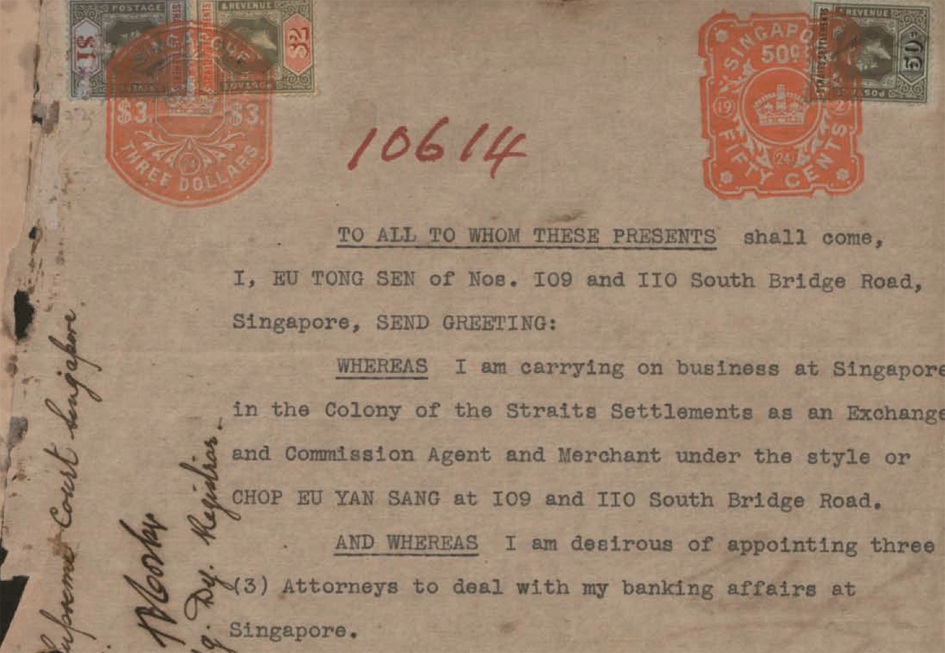 POSTAGE
& REVENUE
& REVENUE
$1
$2
50c
POSTAGE
POSTAGE
SINGAPORE
$3.
$3.
THREE DOLLARS
SINGAPORE
50c
19
21
24
FIFTY CENTS
10614
TO ALL TO WHOM THESE PRESENTS shall come,
I, EU TONG SEN of Nos. I09 and II0 South Bridge Road,
Singapore, SEND GREETING:
WHEREAS I am carrying on business at Singapore
in the Colony of the Straits Settlements as an Exchange
and Commission Agent and Merchant under the style or
CHOP EU YAN SANG at I09 and II0 South Bridge Road.
AND WHEREAS I am desirous of appointing three
(3) Attorneys to deal with my banking affairs at
Singapore.
Dy. Registrar.
Supreme Court Singapore.